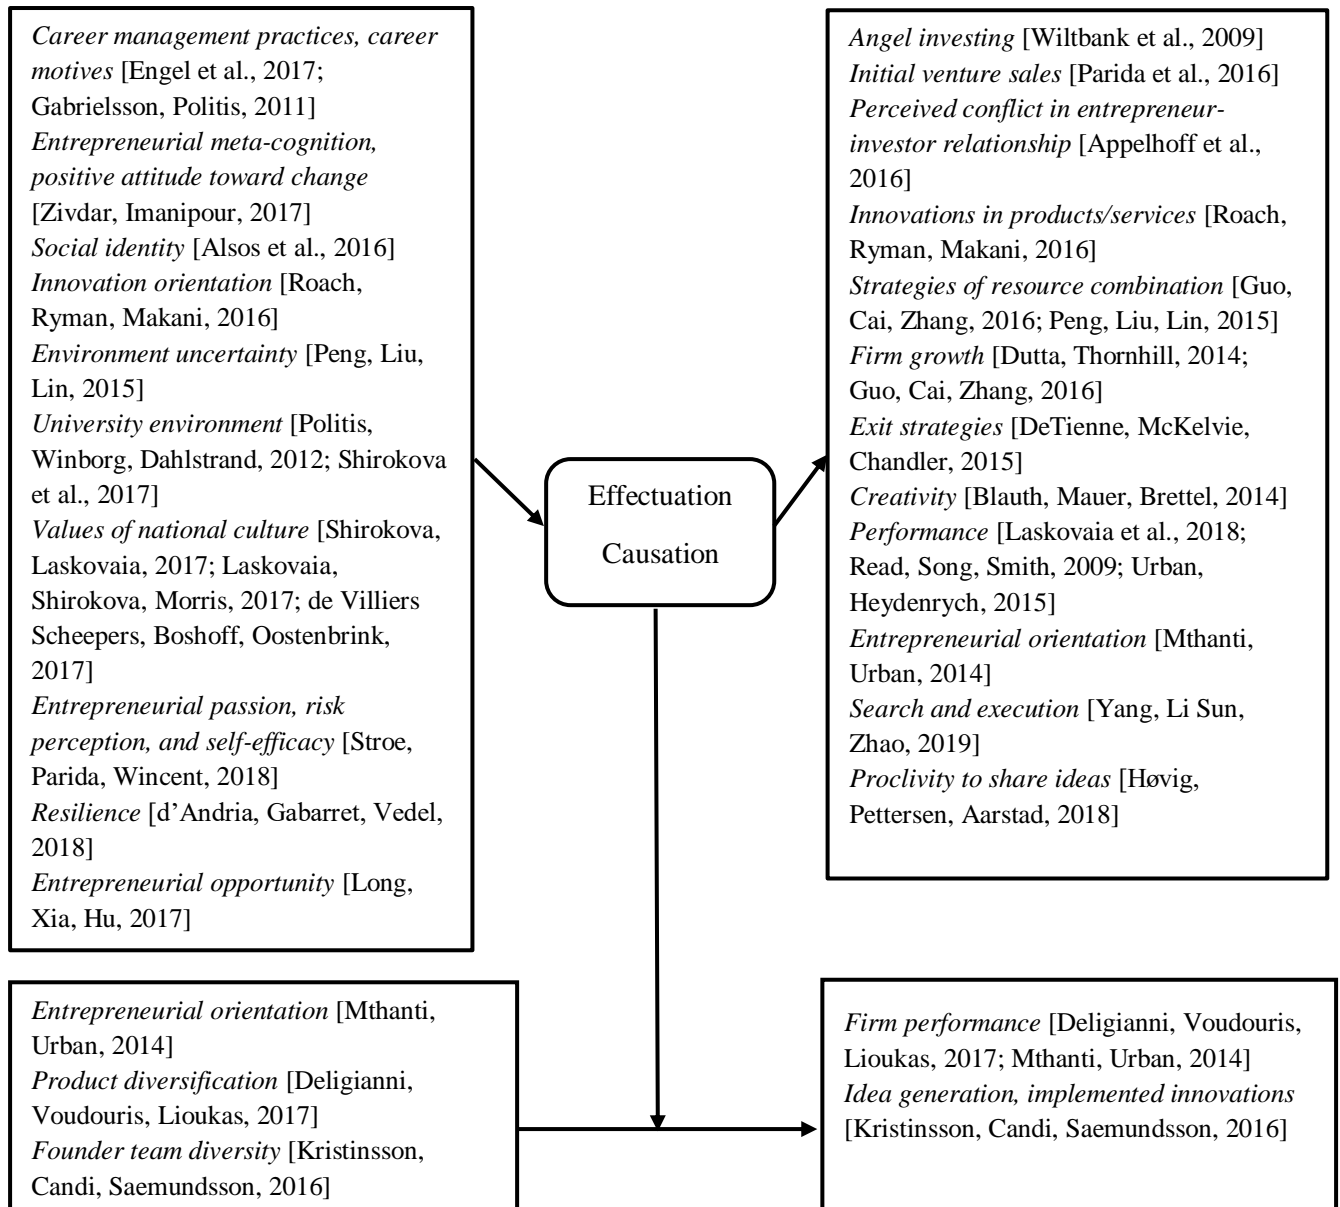 Career management practices, career
motives [Engel et al., 2017;
Gabrielsson, Politis, 2011]
Entrepreneurial meta-cognition,
positive attitude toward change
[Zivdar, Imanipour, 2017]
Social identity [Alsos et al., 2016]
Innovation orientation [Roach,
Ryman, Makani, 2016]
Environment uncertainty [Peng, Liu,
Lin, 2015]
University environment [Politis,
Winborg, Dahlstrand, 2012; Shirokova
et al., 2017]
Values of national culture [Shirokova,
Laskovaia, 2017; Laskovaia,
Shirokova, Morris, 2017; de Villiers
Scheepers, Boshoff, Oostenbrink,
2017]
Entrepreneurial passion, risk
perception, and self-efficacy [Stroe,
Parida, Wincent, 2018]
Resilience [d’Andria, Gabarret, Vedel,
2018]
Entrepreneurial opportunity [Long,
Xia, Hu, 2017]
Effectuation
Causation
Angel investing [Wiltbank et al., 2009]
Initial venture sales [Parida et al., 2016]
Perceived conflict in entrepreneur-
investor relationship [Appelhoff et al.,
2016]
Innovations in products/services [Roach,
Ryman, Makani, 2016]
Strategies of resource combination [Guo,
Cai, Zhang, 2016; Peng, Liu, Lin, 2015]
Firm growth [Dutta, Thornhill, 2014;
Guo, Cai, Zhang, 2016]
Exit strategies [DeTienne, McKelvie,
Chandler, 2015]
Creativity [Blauth, Mauer, Brettel, 2014]
Performance [Laskovaia et al., 2018;
Read, Song, Smith, 2009; Urban,
Heydenrych, 2015]
Entrepreneurial orientation [Mthanti,
Urban, 2014]
Search and execution [Yang, Li Sun,
Zhao, 2019]
Proclivity to share ideas [Høvig,
Pettersen, Aarstad, 2018]
Entrepreneurial orientation [Mthanti,
Urban, 2014]
Product diversification [Deligianni,
Voudouris, Lioukas, 2017]
Founder team diversity [Kristinsson,
Candi, Saemundsson, 2016]
Firm performance [Deligianni, Voudouris,
Lioukas, 2017; Mthanti, Urban, 2014]
Idea generation, implemented innovations
[Kristinsson, Candi, Saemundsson, 2016]